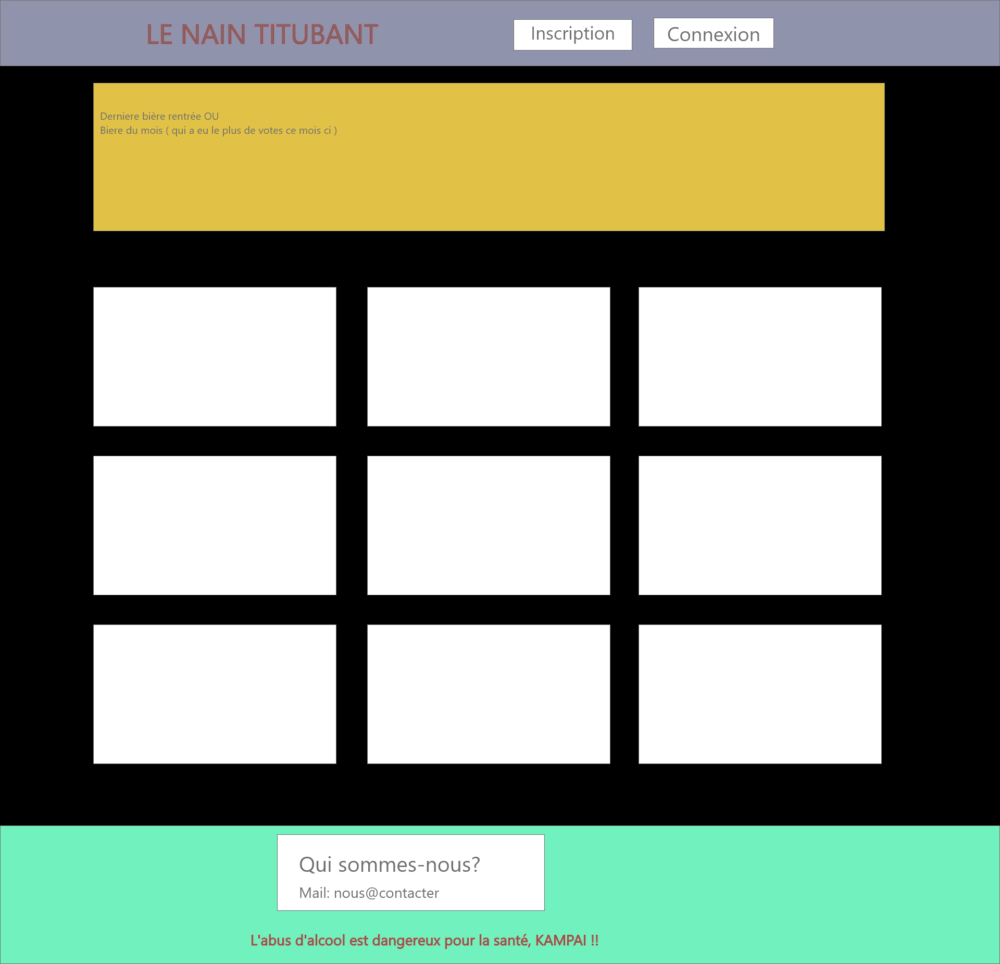 LE NAIN TITUBANT
Inscription
Connexion
Derniere bière rentrée OU
Biere du mois ( qui a eu le plus de votes ce mois ci )
Qui sommes-nous?
Mail: nous@contacter
L'abus d'alcool est dangereux pour la santé, KAMPAI !!